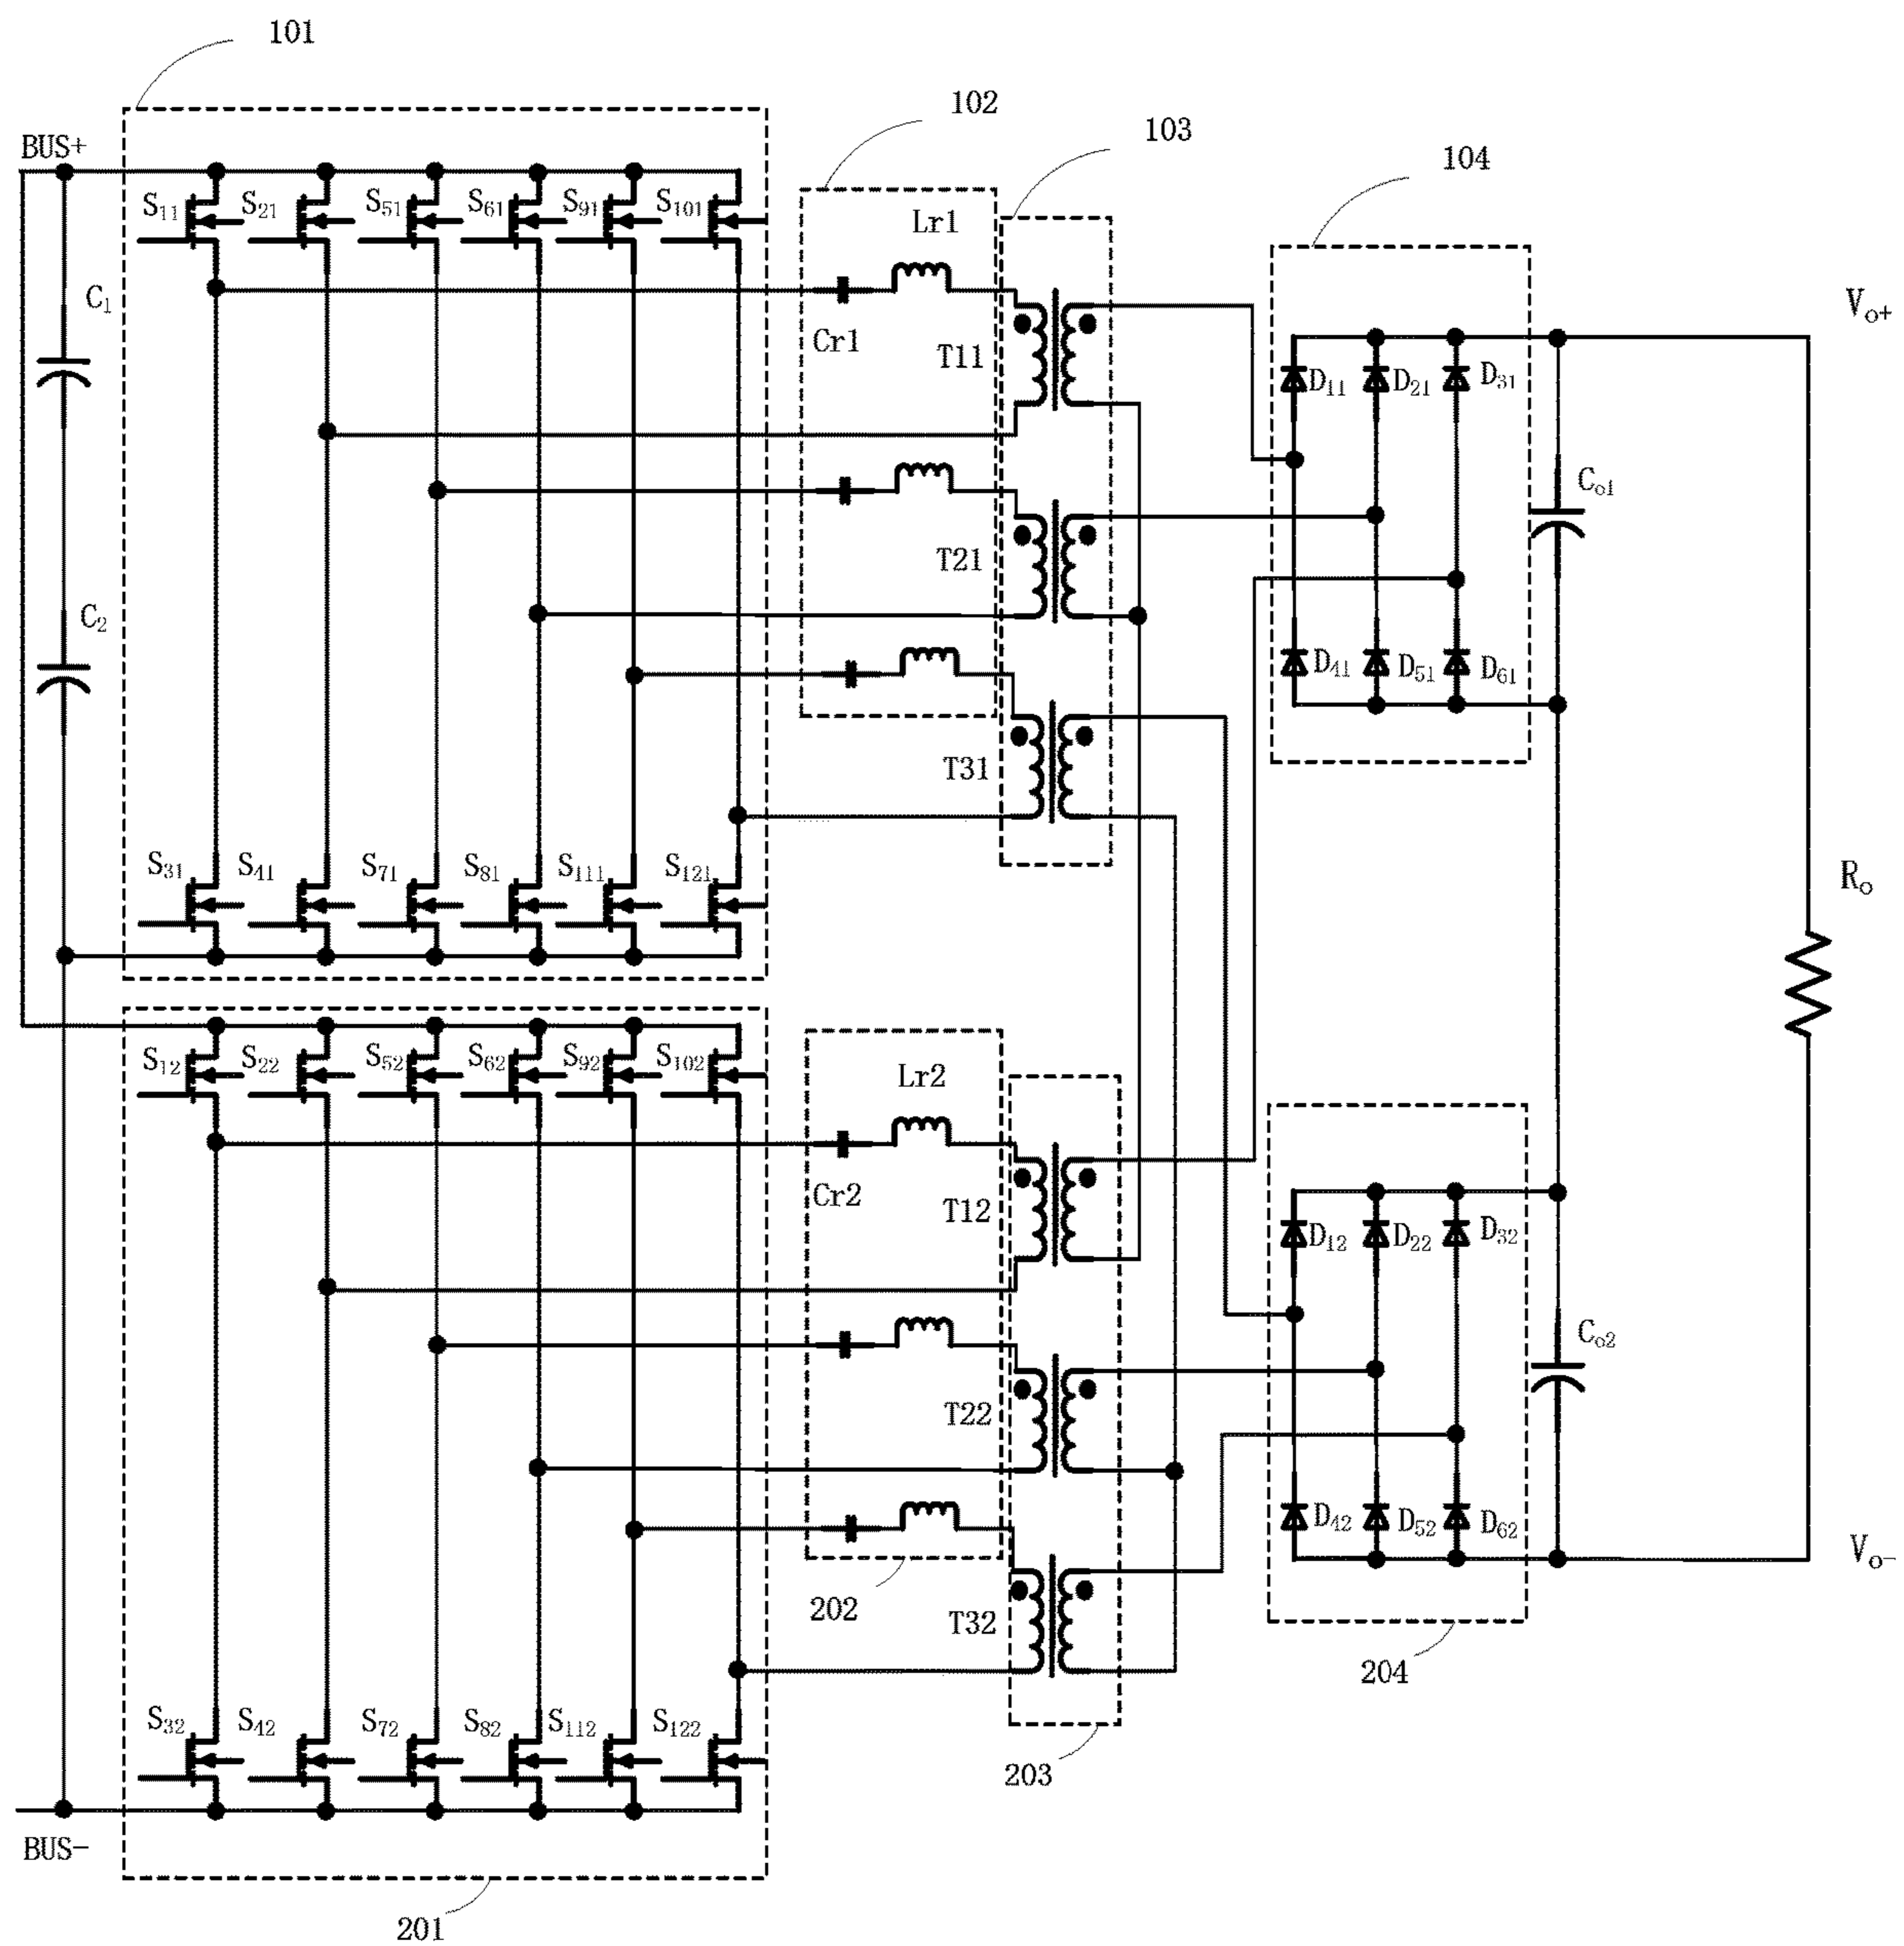 101
102
103
104
BUS+
S11 S21 S51 S61 S91 S101
Lr1
Vo+
C1
Cr1
T11
D11 D21 D31
Co1
T21
C2
D41 D51 D61
T31
S31 S41 S71 S81 S111 S121
Ro
S12 S22 S52 S62 S92 S102
Lr2
Cr2
T12
D12 D22 D32
Co2
T22
D42 D52 D62
Vo-
202
T32
204
S32 S42 S72 S82 S112 S122
203
BUS-
201